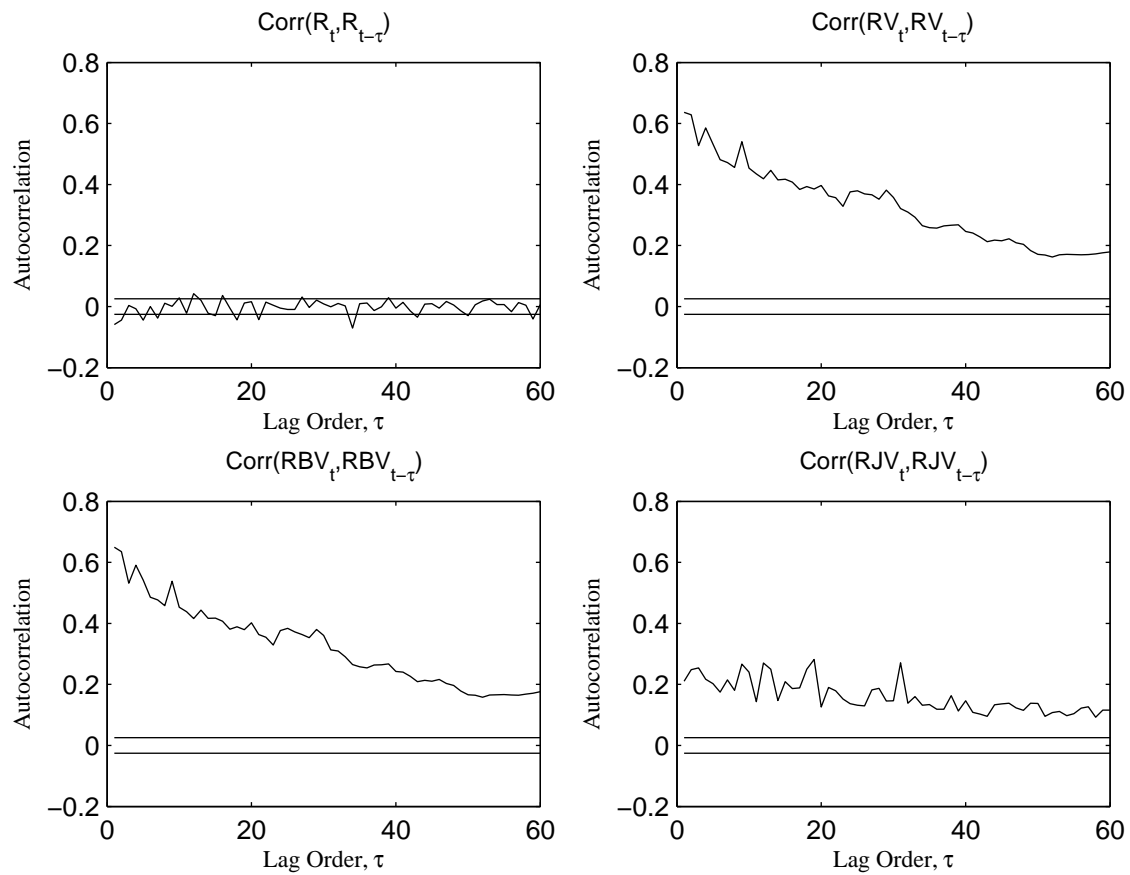 Corr(R_t,R_{t−τ})
0.8
0.6
0.4
0.2
0
−0.2
Autocorrelation
0 20 40 60
Lag Order, τ
Corr(RV_t,RV_{t−τ})
0.8
0.6
0.4
0.2
0
−0.2
Autocorrelation
0 20 40 60
Lag Order, τ
Corr(RBV_t,RBV_{t−τ})
0.8
0.6
0.4
0.2
0
−0.2
Autocorrelation
0 20 40 60
Lag Order, τ
Corr(RJV_t,RJV_{t−τ})
0.8
0.6
0.4
0.2
0
−0.2
Autocorrelation
0 20 40 60
Lag Order, τ